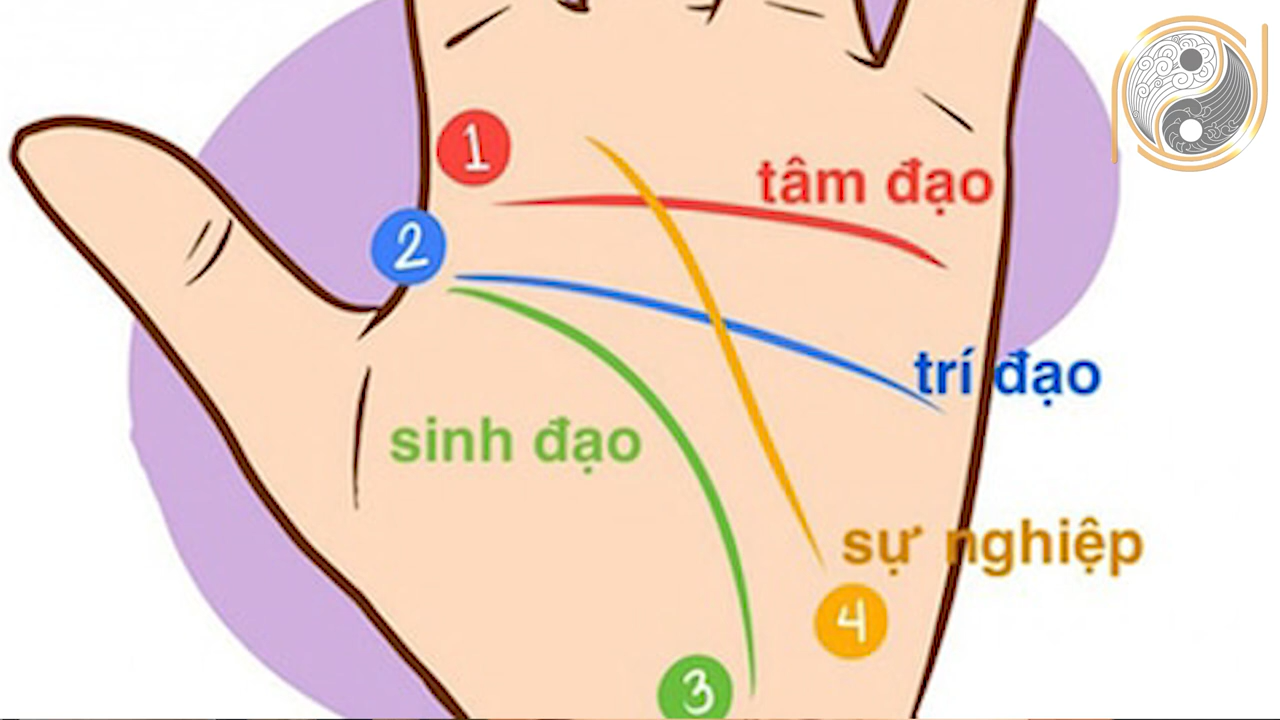 1
tâm đạo
2
trí đạo
sinh đạo
sự nghiệp
4
3